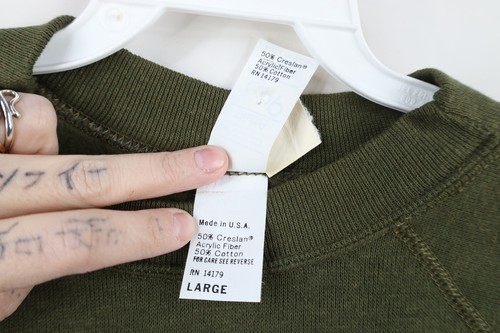 50% Creslan®
Acrylic Fiber
50% Cotton
RN 14179
Made in U.S.A.
50% Creslan®
Acrylic Fiber
50% Cotton
FOR CARE SEE REVERSE
RN 14179
LARGE